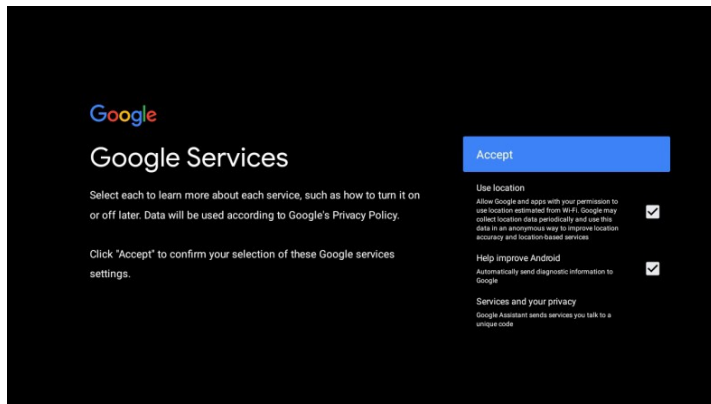 Google
Google Services
Select each to learn more about each service, such as how to turn it on
or off later. Data will be used according to Google's Privacy Policy.
Click "Accept" to confirm your selection of these Google services
settings.
Accept
Use location
Allow Google and apps with your permission to
use location estimated from Wi-Fi. Google may
collect location data periodically and use this
data in an anonymous way to improve location
accuracy and location-based services
Help improve Android
Automatically send diagnostic information to
Google
Services and your privacy
Google Assistant sends services you talk to a
unique code